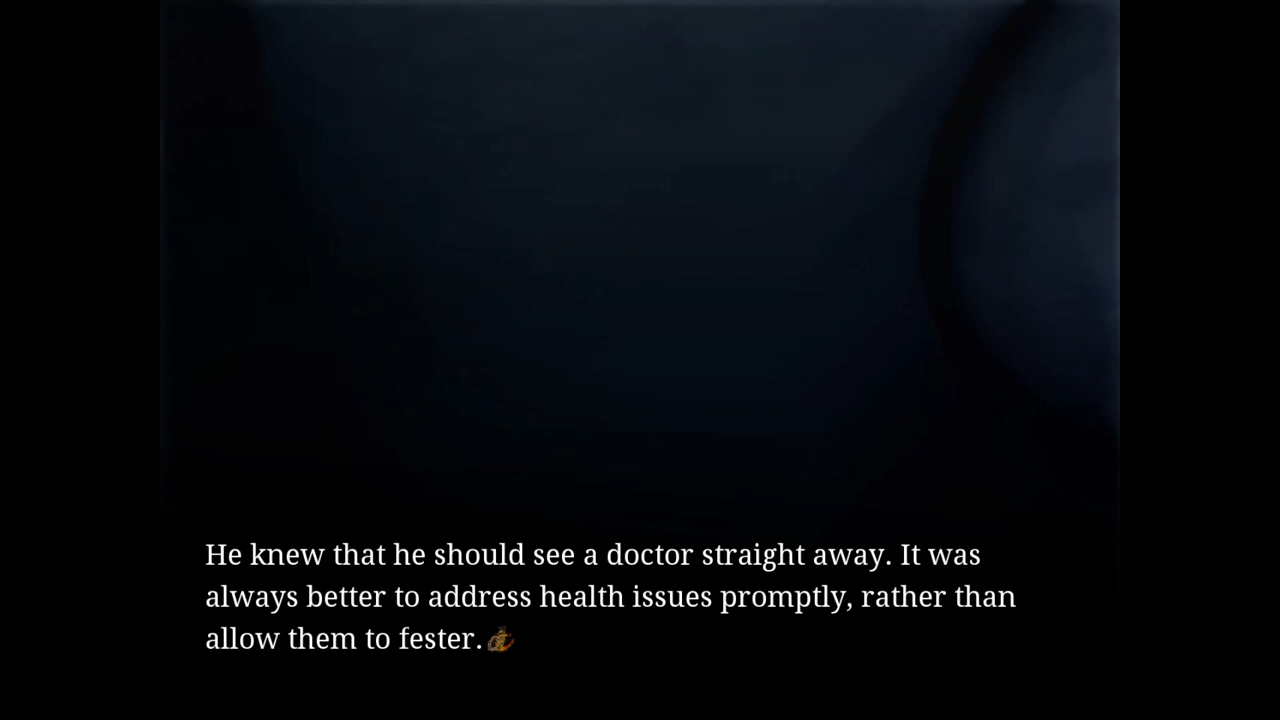 He knew that he should see a doctor straight away. It was
always better to address health issues promptly, rather than
allow them to fester.